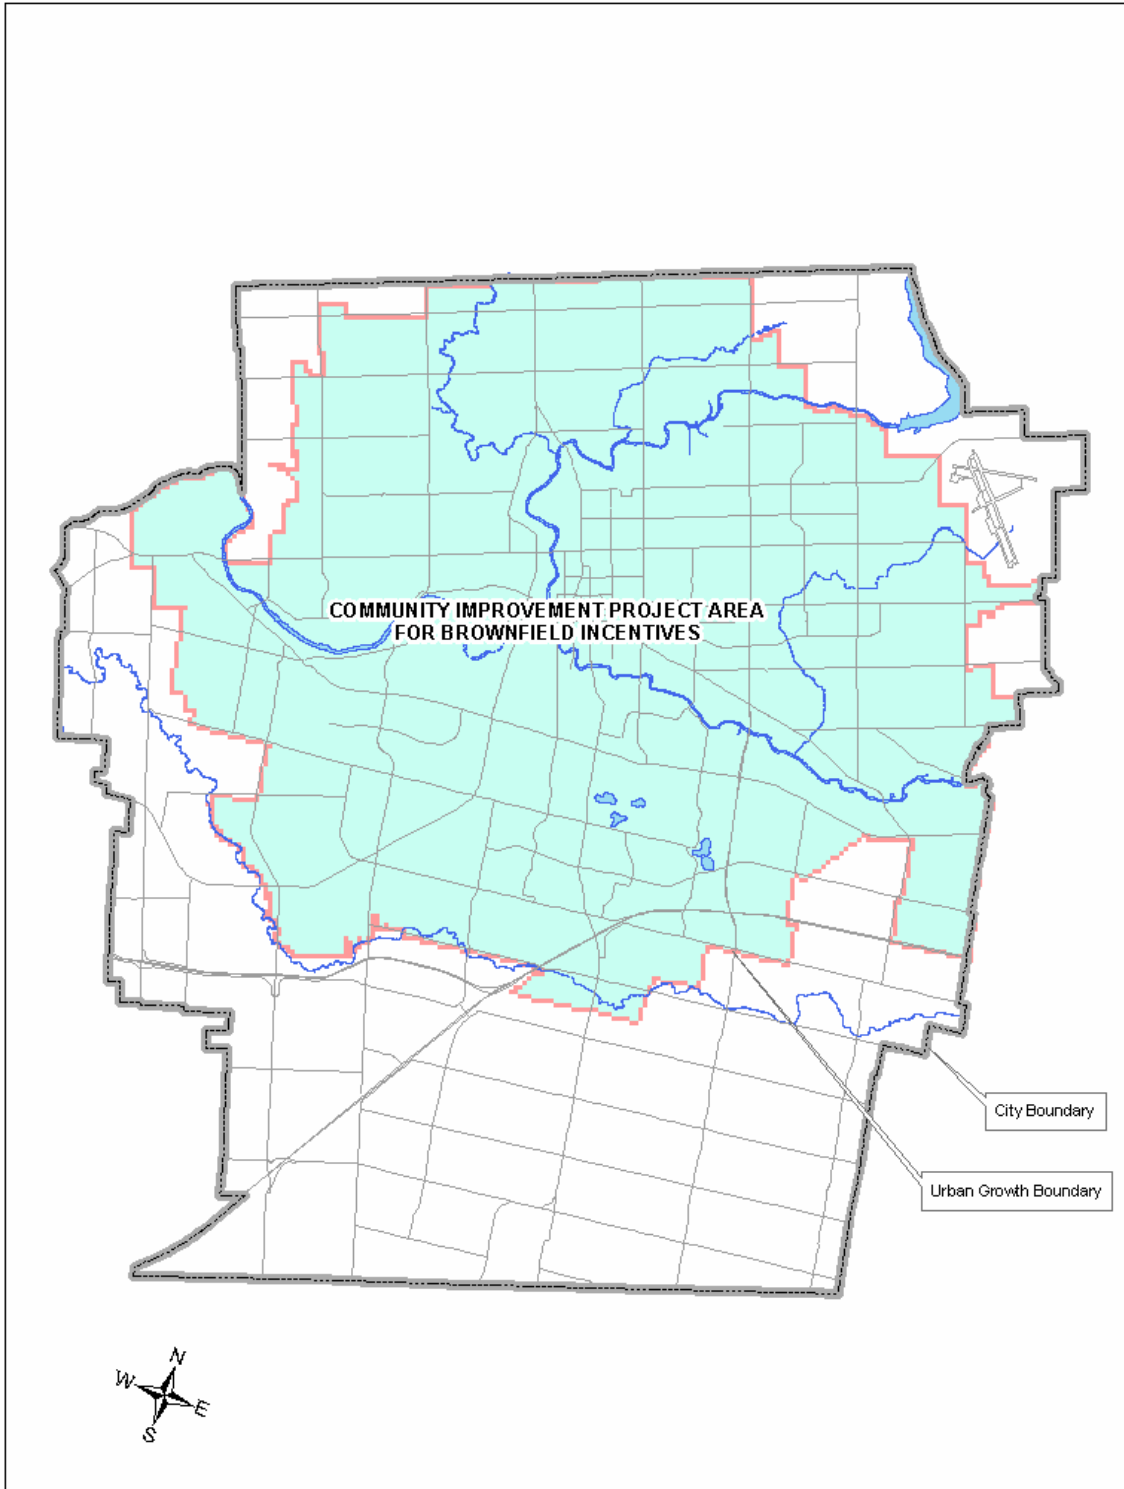 COMMUNITY IMPROVEMENT PROJECT AREA
FOR BROWNFIELD INCENTIVES
City Boundary
Urban Growth Boundary
N
W
E
S